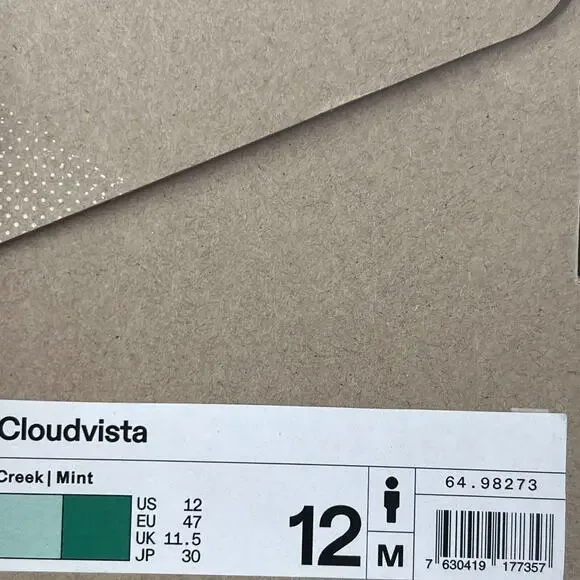 Cloudvista
Creek | Mint
US 12
EU 47
UK 11.5
JP 30
12
M
64.98273
7 630419 177357